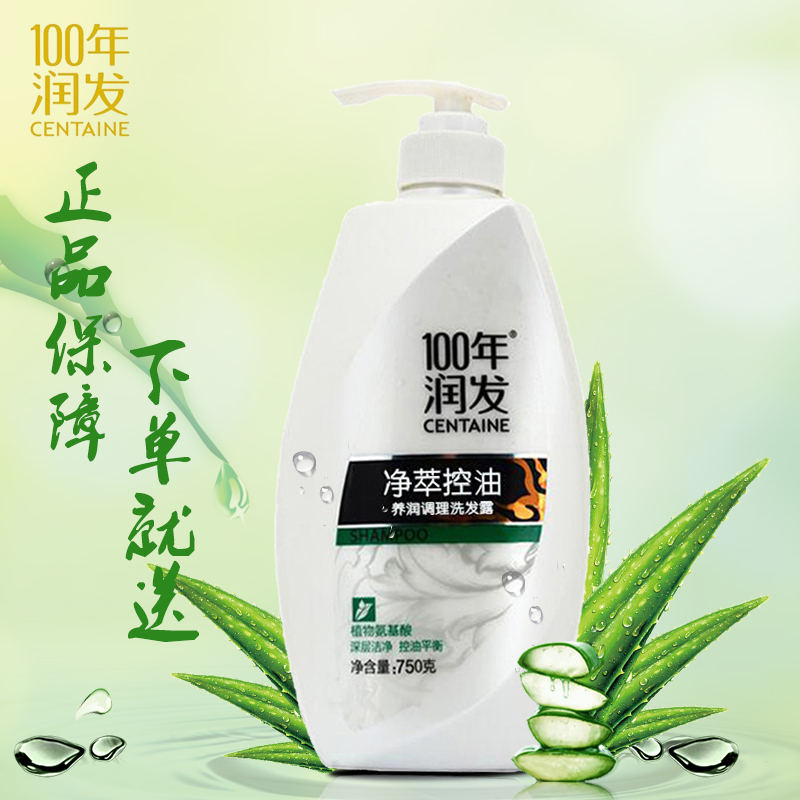 100年
润发
CENTAINE
正品保障
下单就送
100年®
润发
CENTAINE
净萃控油
养润调理洗发露
SHAMPOO
植物氨基酸
深层洁净 控油平衡
净含量:750克